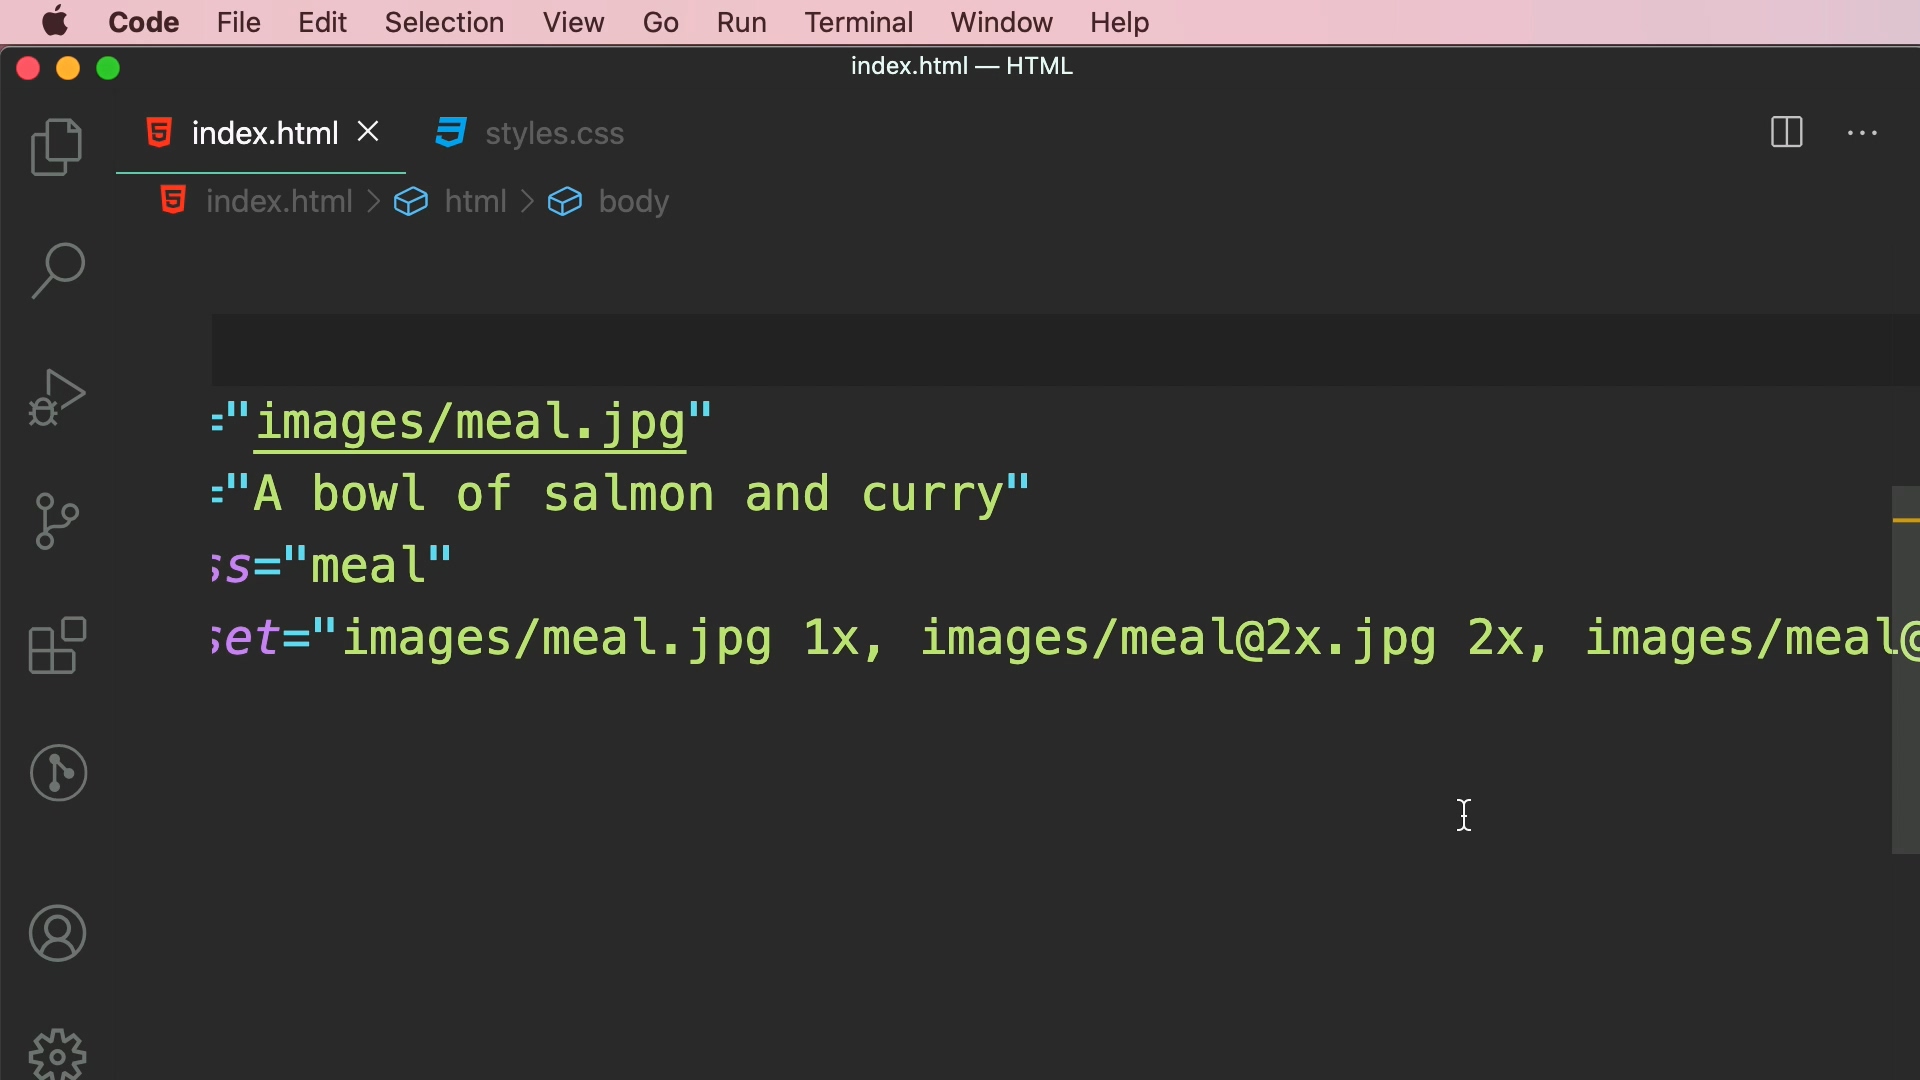 Code File Edit Selection View Go Run Terminal Window Help
index.html — HTML
index.html styles.css
index.html > html > body
="images/meal.jpg"
="A bowl of salmon and curry"
ss="meal"
set="images/meal.jpg 1x, images/meal@2x.jpg 2x, images/meal@